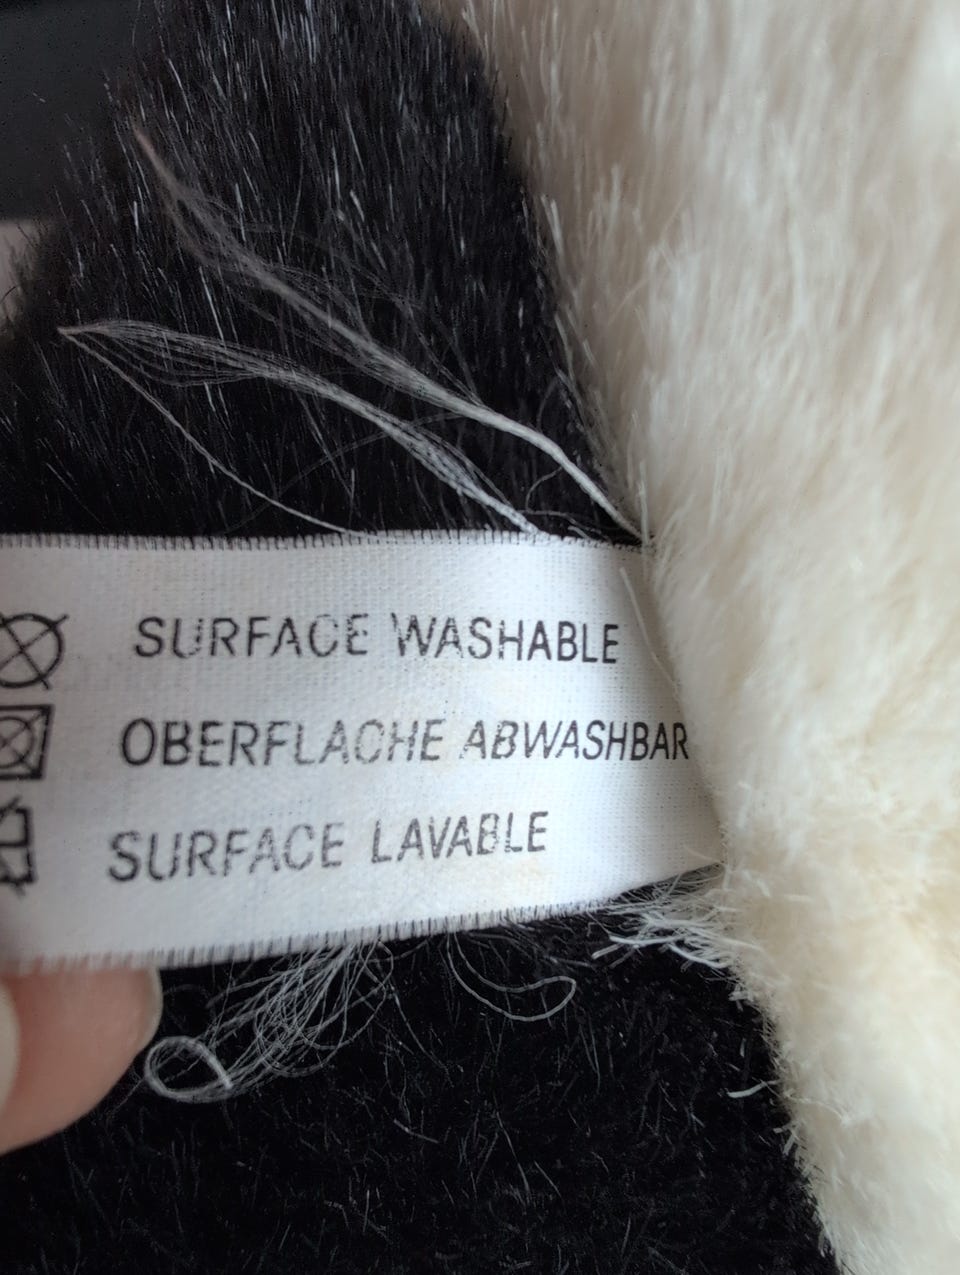 SURFACE WASHABLE
OBERFLACHE ABWASHBAR
SURFACE LAVABLE